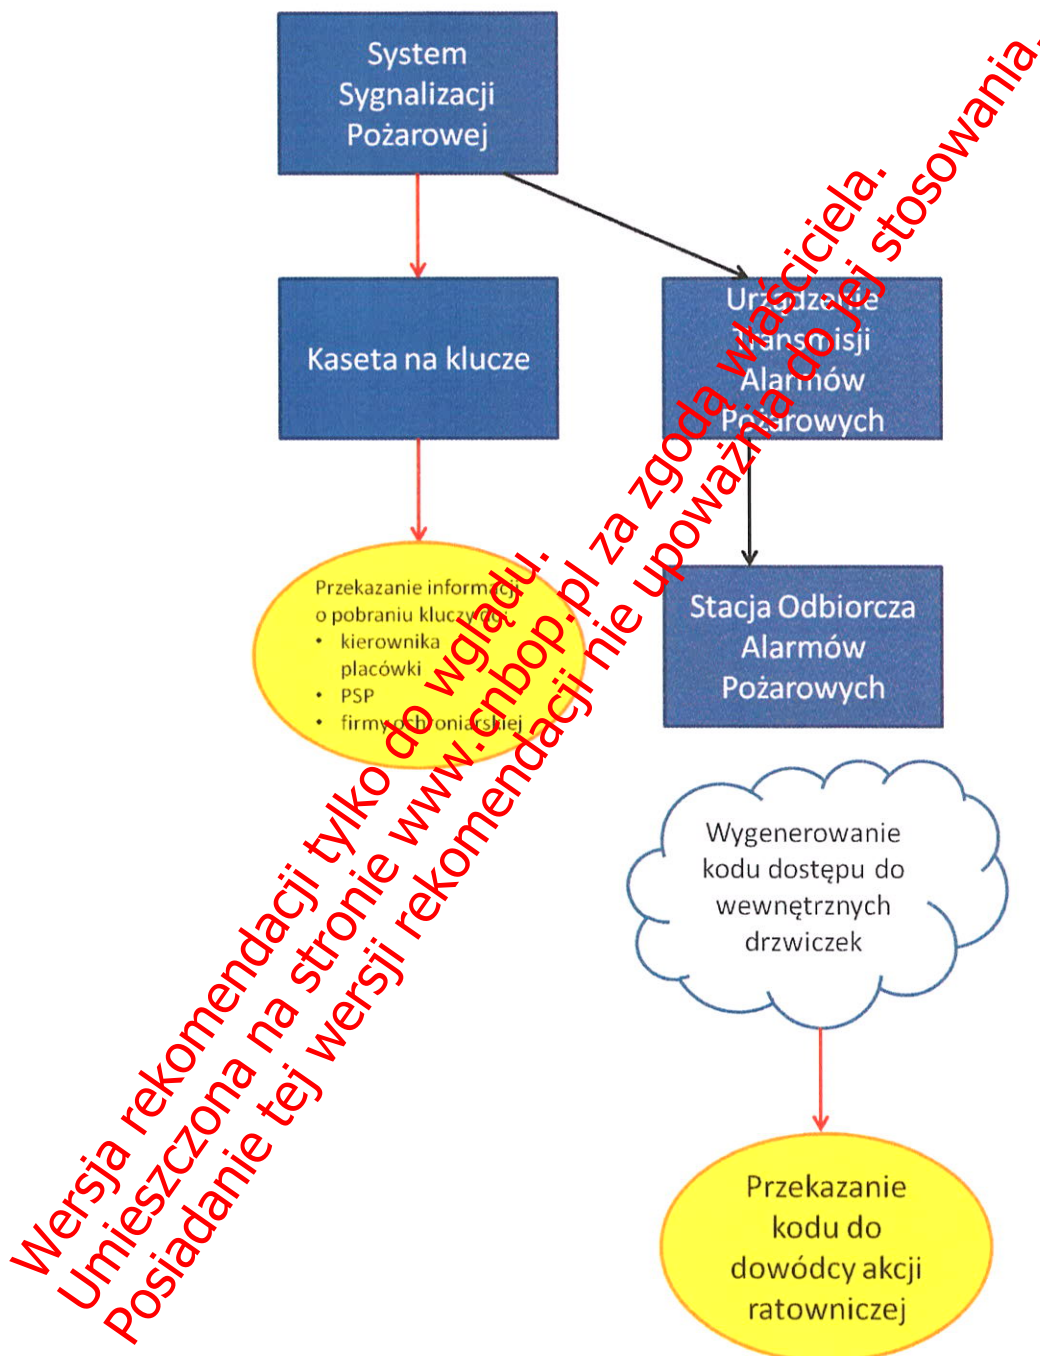 System
Sygnalizacji
Pożarowej
Kaseta na klucze
Urządzenie
Transmisji
Alarmów
Pożarowych
Przekazanie informacji
o pobraniu kluczy do:
• kierownika
placówki
• PSP
• firmy ochroniarskiej
Stacja Odbiorcza
Alarmów
Pożarowych
Wygenerowanie
kodu dostępu do
wewnętrznych
drzwiczek
Przekazanie
kodu do
dowódcy akcji
ratowniczej
Wersja rekomendacji tylko do wglądu.
Umieszczona na stronie www.cnbop.pl za zgodą właściciela.
Posiadanie tej wersji rekomendacji nie upoważnia do jej stosowania.